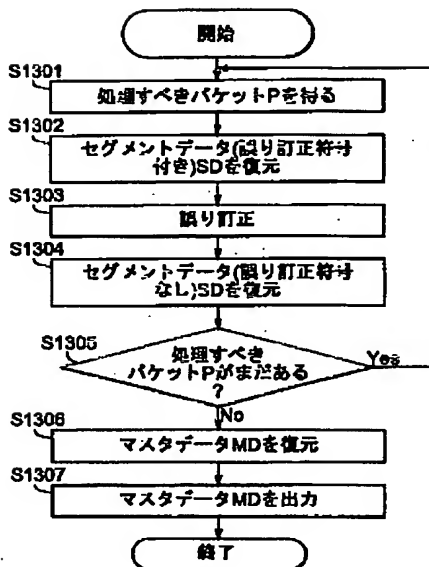 開始
S1301
処理すべきパケットPを得る
S1302
セグメントデータ(誤り訂正符号
付き)SDを復元
S1303
誤り訂正
S1304
セグメントデータ(誤り訂正符号
なし)SDを復元
S1305
処理すべき
パケットPがまだある
?
Yes
No
S1306
マスタデータMDを復元
S1307
マスタデータMDを出力
終了